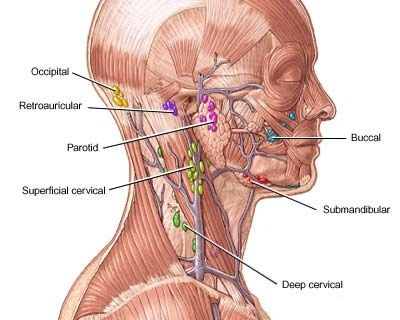 Occipital
Retroauricular
Parotid
Superficial cervical
Buccal
Submandibular
Deep cervical